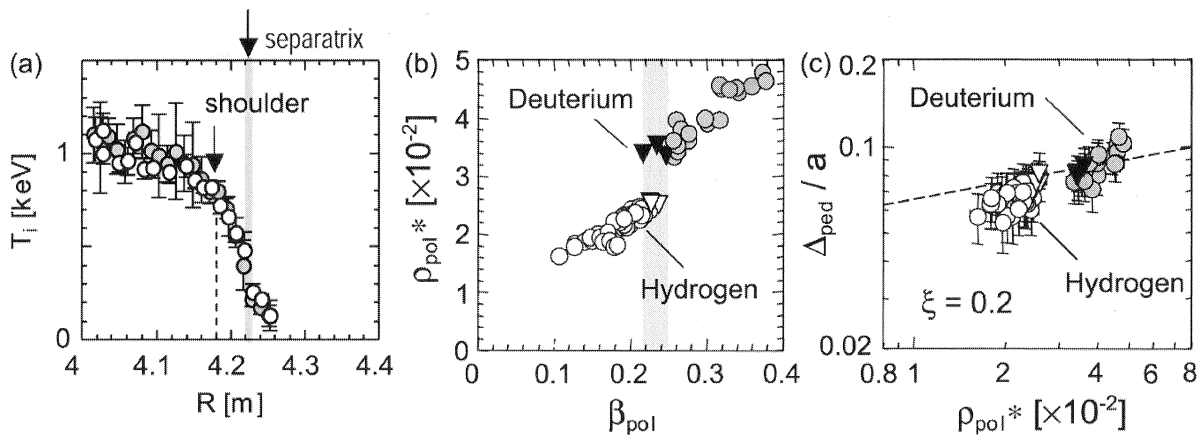 separatrix
(a)
shoulder
1
0
T_i [keV]
4 4.1 4.2 4.3 4.4
R [m]
(b)
5
4
3
2
1
0
ρ_pol* [×10^-2]
Deuterium
Hydrogen
0 0.1 0.2 0.3 0.4
β_pol
(c)
0.2
0.1
0.02
Δ_ped / a
Deuterium
Hydrogen
ξ = 0.2
0.8 2 4 6 8
ρ_pol* [×10^-2]